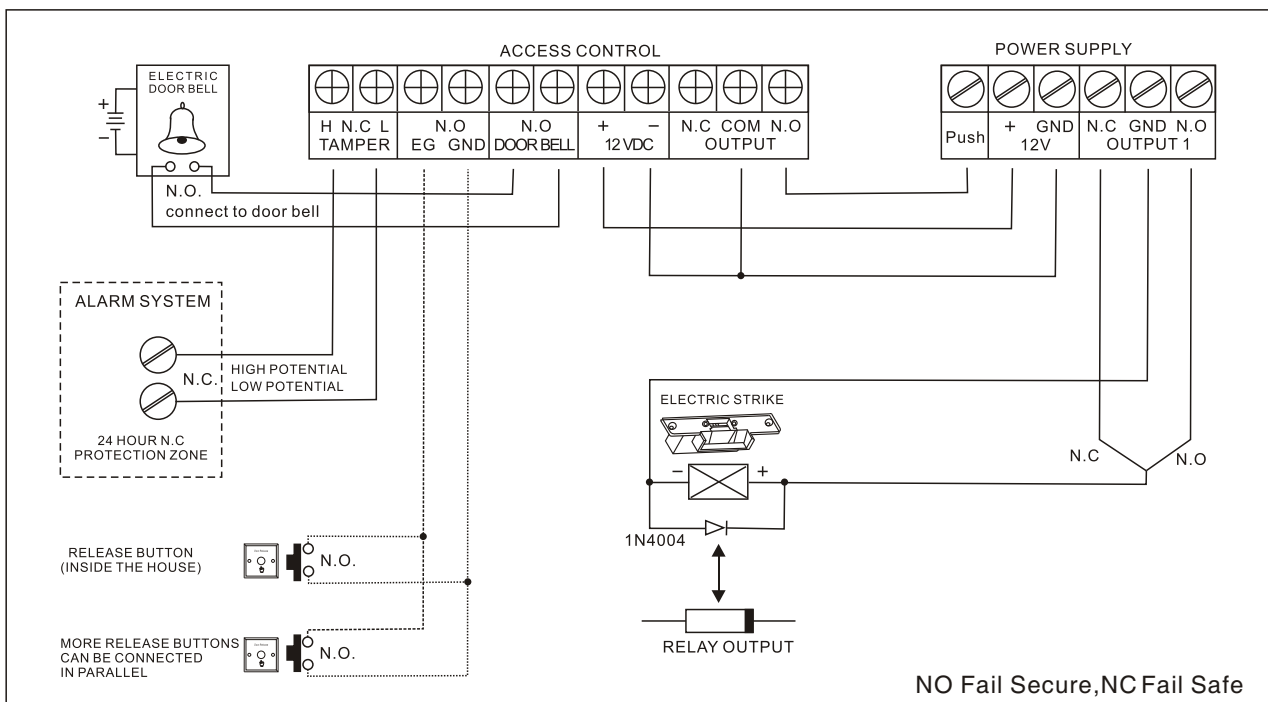 ACCESS CONTROL
POWER SUPPLY
ELECTRIC
DOOR BELL
+
−
H N.C L
TAMPER
N.O
EG GND
N.O
DOOR BELL
+ −
12 VDC
N.C COM N.O
OUTPUT
Push
+ GND
12V
N.C GND N.O
OUTPUT 1
N.O.
connect to door bell
ALARM SYSTEM
N.C.
HIGH POTENTIAL
LOW POTENTIAL
24 HOUR N.C
PROTECTION ZONE
ELECTRIC STRIKE
− +
1N4004
N.C
N.O
RELAY OUTPUT
RELEASE BUTTON
(INSIDE THE HOUSE)
N.O.
MORE RELEASE BUTTONS
CAN BE CONNECTED
IN PARALLEL
N.O.
NO Fail Secure,NC Fail Safe